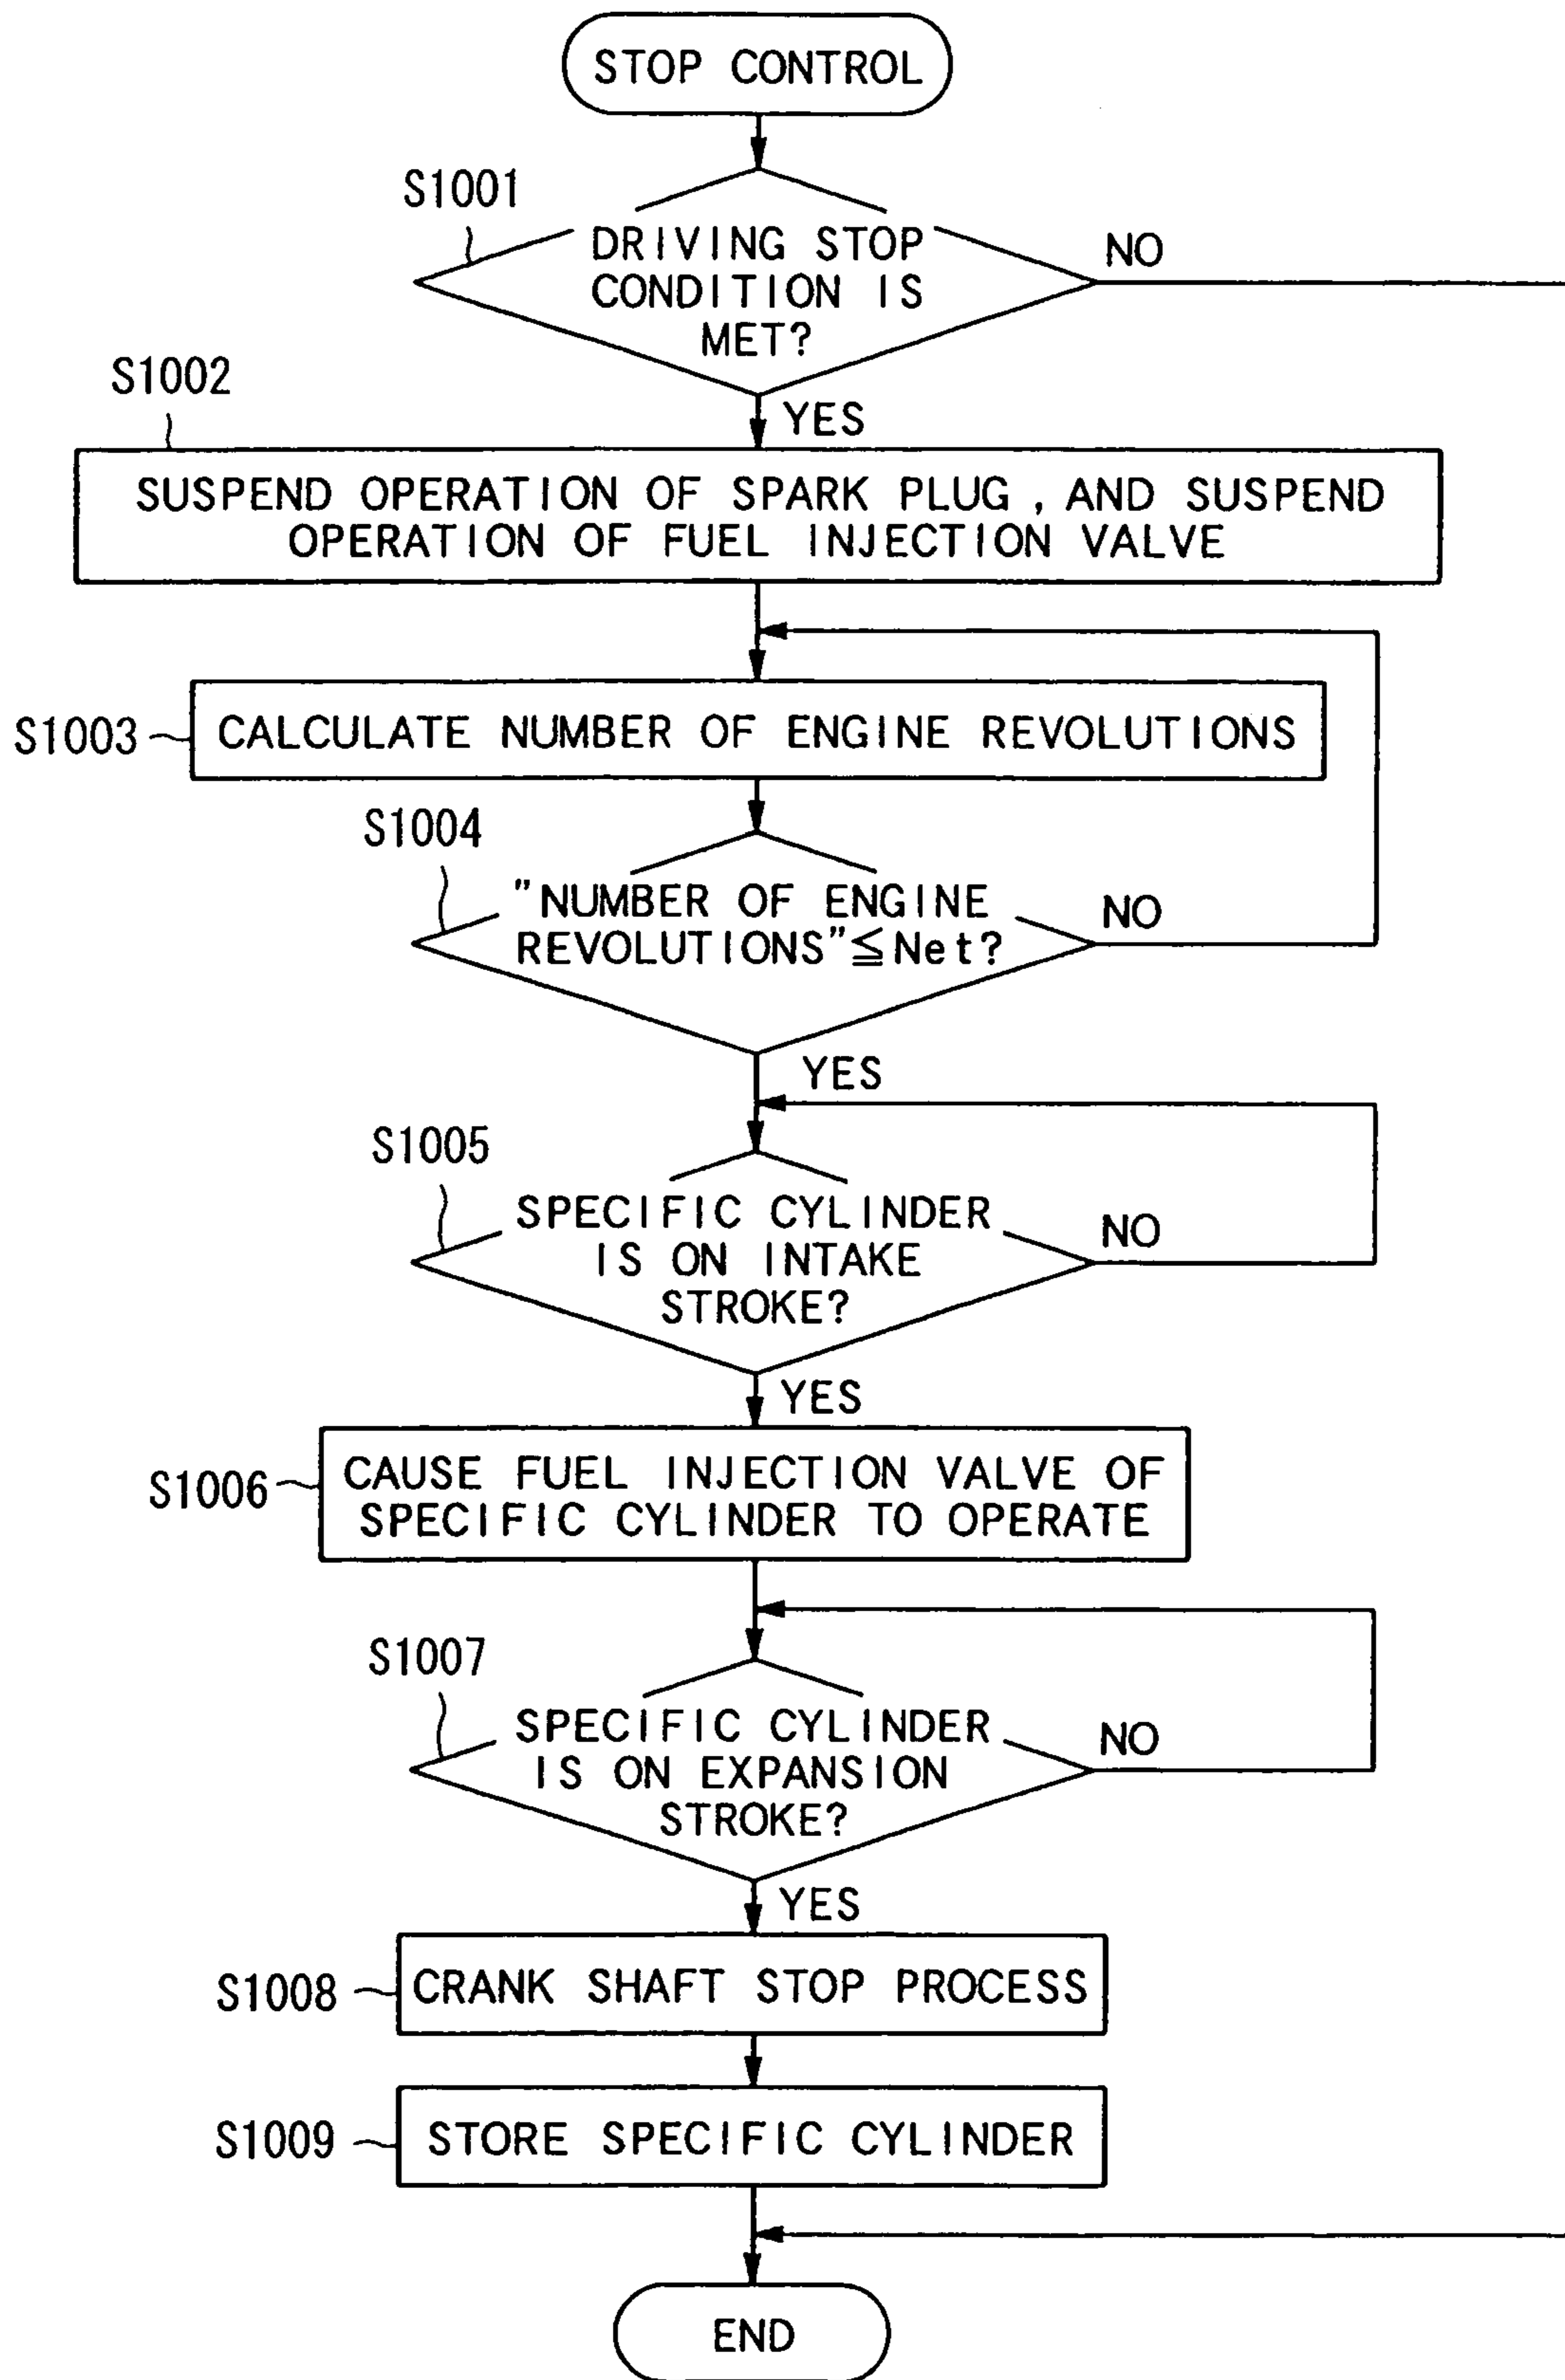 STOP CONTROL
S1001
DRIVING STOP
CONDITION IS
MET?
NO
YES
S1002
SUSPEND OPERATION OF SPARK PLUG , AND SUSPEND
OPERATION OF FUEL INJECTION VALVE
S1003
CALCULATE NUMBER OF ENGINE REVOLUTIONS
S1004
"NUMBER OF ENGINE
REVOLUTIONS"≦Net?
NO
YES
S1005
SPECIFIC CYLINDER
IS ON INTAKE
STROKE?
NO
YES
S1006
CAUSE FUEL INJECTION VALVE OF
SPECIFIC CYLINDER TO OPERATE
S1007
SPECIFIC CYLINDER
IS ON EXPANSION
STROKE?
NO
YES
S1008
CRANK SHAFT STOP PROCESS
S1009
STORE SPECIFIC CYLINDER
END